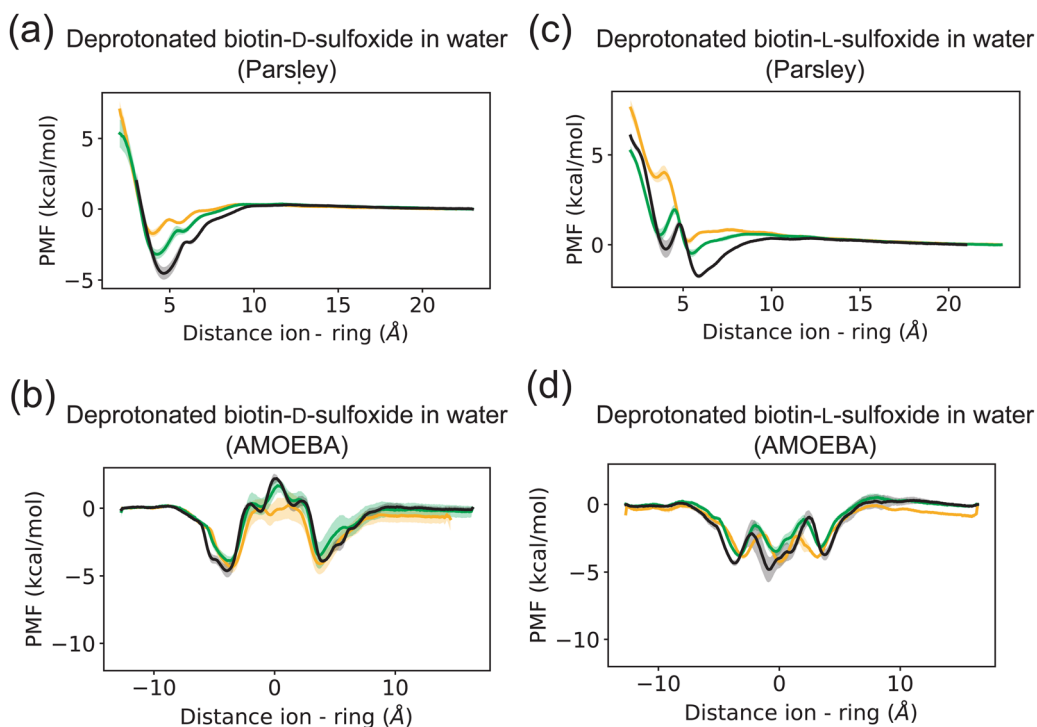 (a)
Deprotonated biotin-D-sulfoxide in water
(Parsley)
PMF (kcal/mol)
5
0
−5
5
10
15
20
Distance ion - ring (Å)
(c)
Deprotonated biotin-L-sulfoxide in water
(Parsley)
PMF (kcal/mol)
5
0
5
10
15
20
Distance ion - ring (Å)
(b)
Deprotonated biotin-D-sulfoxide in water
(AMOEBA)
PMF (kcal/mol)
0
−5
−10
−10
0
10
Distance ion - ring (Å)
(d)
Deprotonated biotin-L-sulfoxide in water
(AMOEBA)
PMF (kcal/mol)
0
−5
−10
−10
0
10
Distance ion - ring (Å)